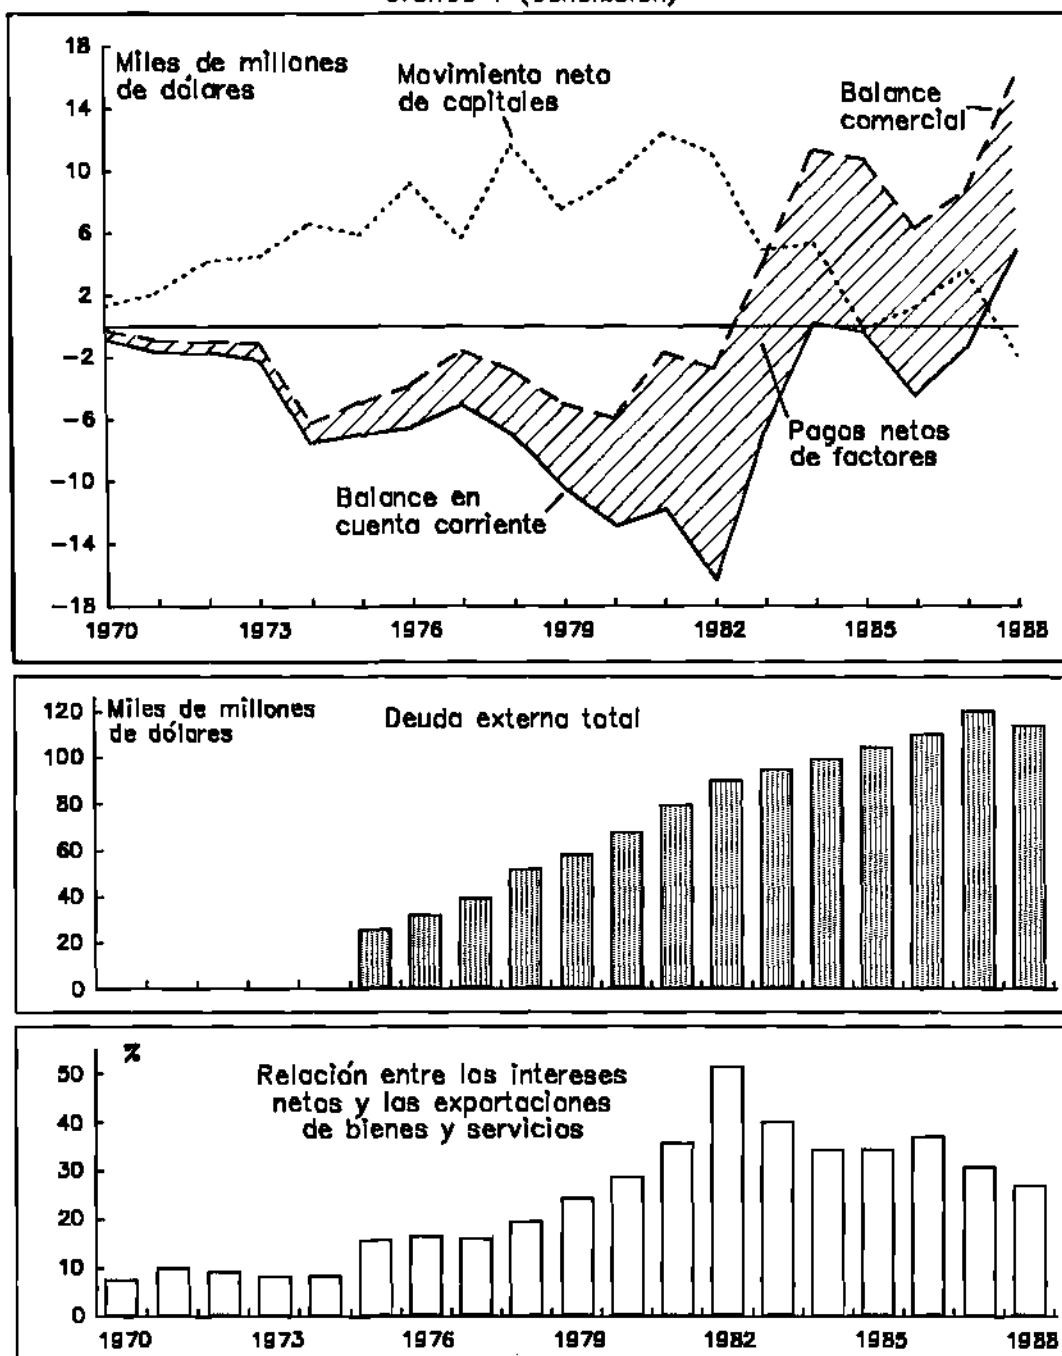 18
14
10
6
2
-2
-6
-10
-14
-18
Miles de millones
de dólares
Movimiento neto
de capitales
Balance
comercial
Pagos netos
de factores
Balance en
cuenta corriente
1970 1973 1976 1979 1982 1985 1988
120
100
80
60
40
20
0
Miles de millones
de dólares
Deuda externa total
%
50
40
30
20
10
0
Relación entre los intereses
netos y las exportaciones
de bienes y servicios
1970 1973 1976 1979 1982 1985 1988